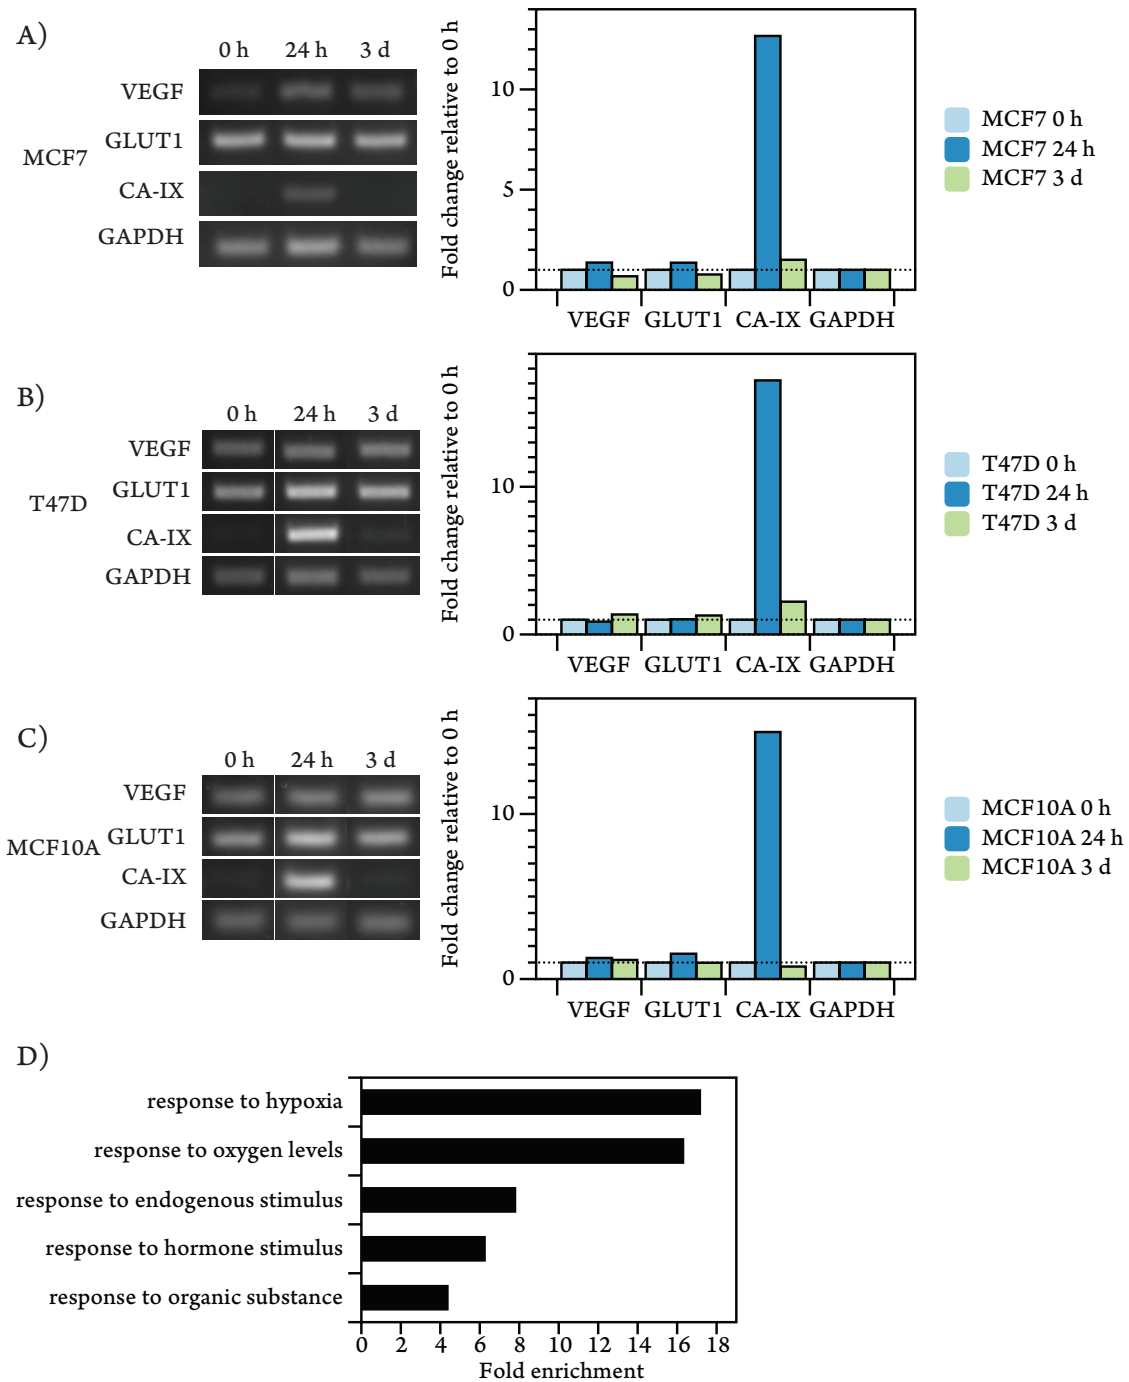 A)
0 h 24 h 3 d
MCF7
VEGF
GLUT1
CA-IX
GAPDH
Fold change relative to 0 h
10
5
0
VEGF GLUT1 CA-IX GAPDH
MCF7 0 h
MCF7 24 h
MCF7 3 d
B)
0 h 24 h 3 d
T47D
VEGF
GLUT1
CA-IX
GAPDH
Fold change relative to 0 h
10
0
VEGF GLUT1 CA-IX GAPDH
T47D 0 h
T47D 24 h
T47D 3 d
C)
0 h 24 h 3 d
MCF10A
VEGF
GLUT1
CA-IX
GAPDH
Fold change relative to 0 h
10
0
VEGF GLUT1 CA-IX GAPDH
MCF10A 0 h
MCF10A 24 h
MCF10A 3 d
D)
response to hypoxia
response to oxygen levels
response to endogenous stimulus
response to hormone stimulus
response to organic substance
0 2 4 6 8 10 12 14 16 18
Fold enrichment